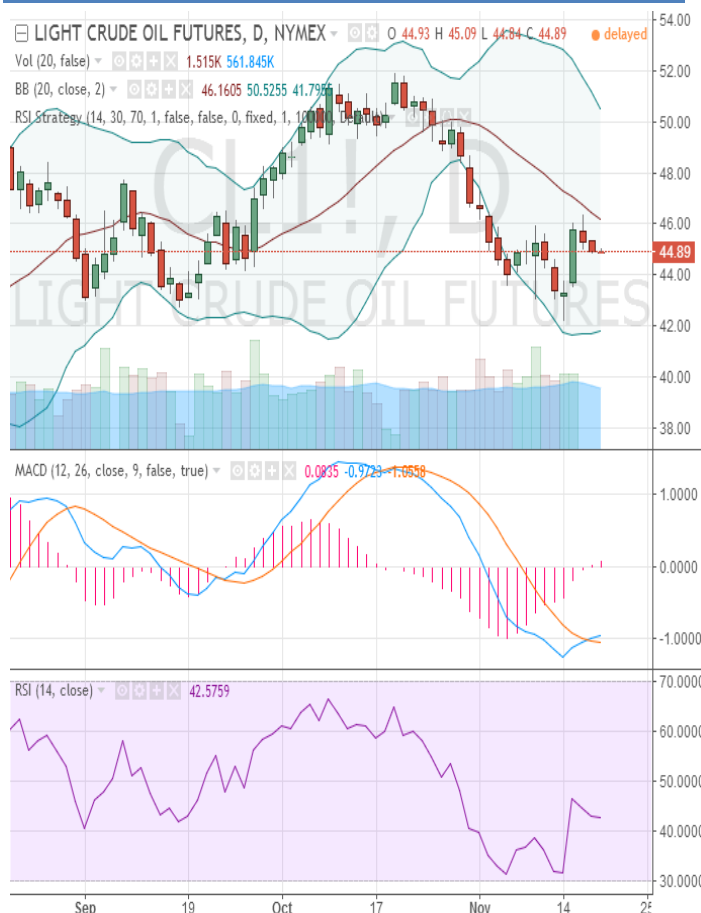 LIGHT CRUDE OIL FUTURES, D, NYMEX O 44.93 H 45.09 L 44.84 C 44.89 delayed
Vol (20, false) 1.515K 561.845K
BB (20, close, 2) 46.1605 50.5255 41.795
RSI Strategy (14, 30, 70, 1, false, false, 0, fixed, 1,
54.00
52.00
50.00
48.00
46.00
44.89
44.00
42.00
40.00
38.00
CL1!, D
LIGHT CRUDE OIL FUTURES
MACD (12, 26, close, 9, false, true) 0.0835 -0.9723 -1.0558
1.0000
0.0000
-1.0000
RSI (14, close) 42.5759
70.0000
60.0000
50.0000
40.0000
30.0000
Sep 19 Oct 17 Nov 14 25